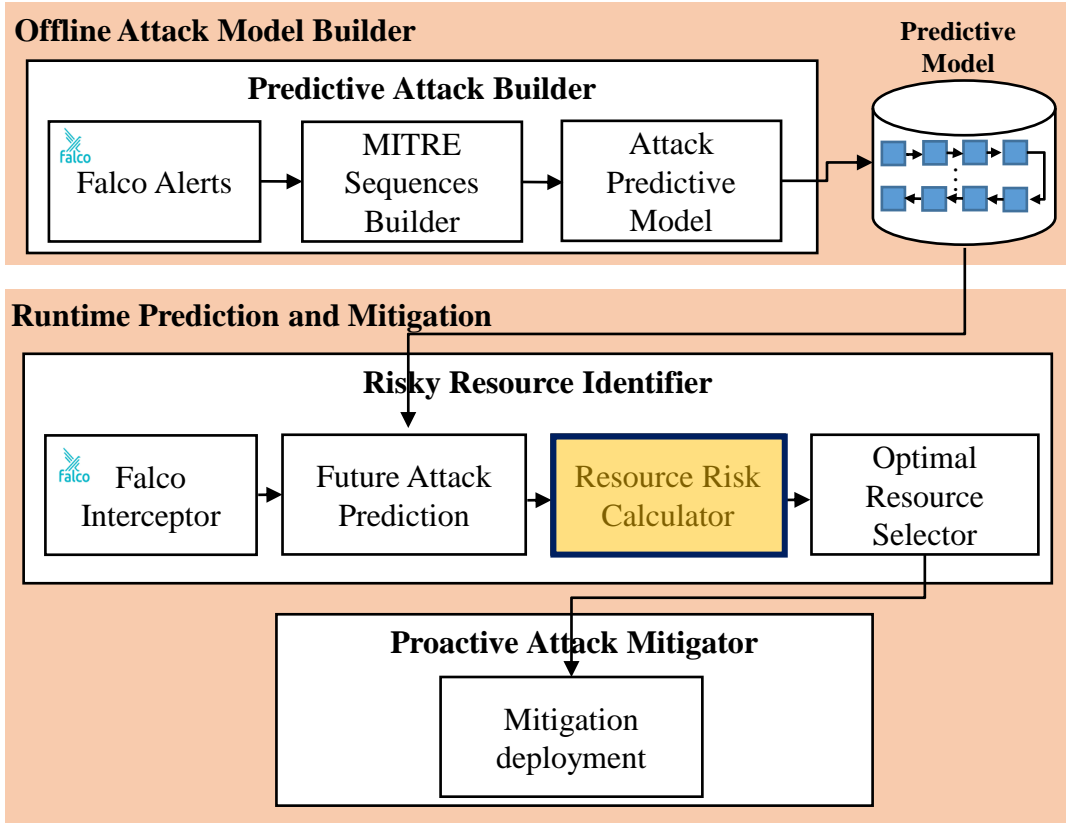 Offline Attack Model Builder
Predictive
Model
Predictive Attack Builder
falco
Falco Alerts
MITRE
Sequences
Builder
Attack
Predictive
Model
Runtime Prediction and Mitigation
Risky Resource Identifier
falco
Falco
Interceptor
Future Attack
Prediction
Resource Risk
Calculator
Optimal
Resource
Selector
Proactive Attack Mitigator
Mitigation
deployment